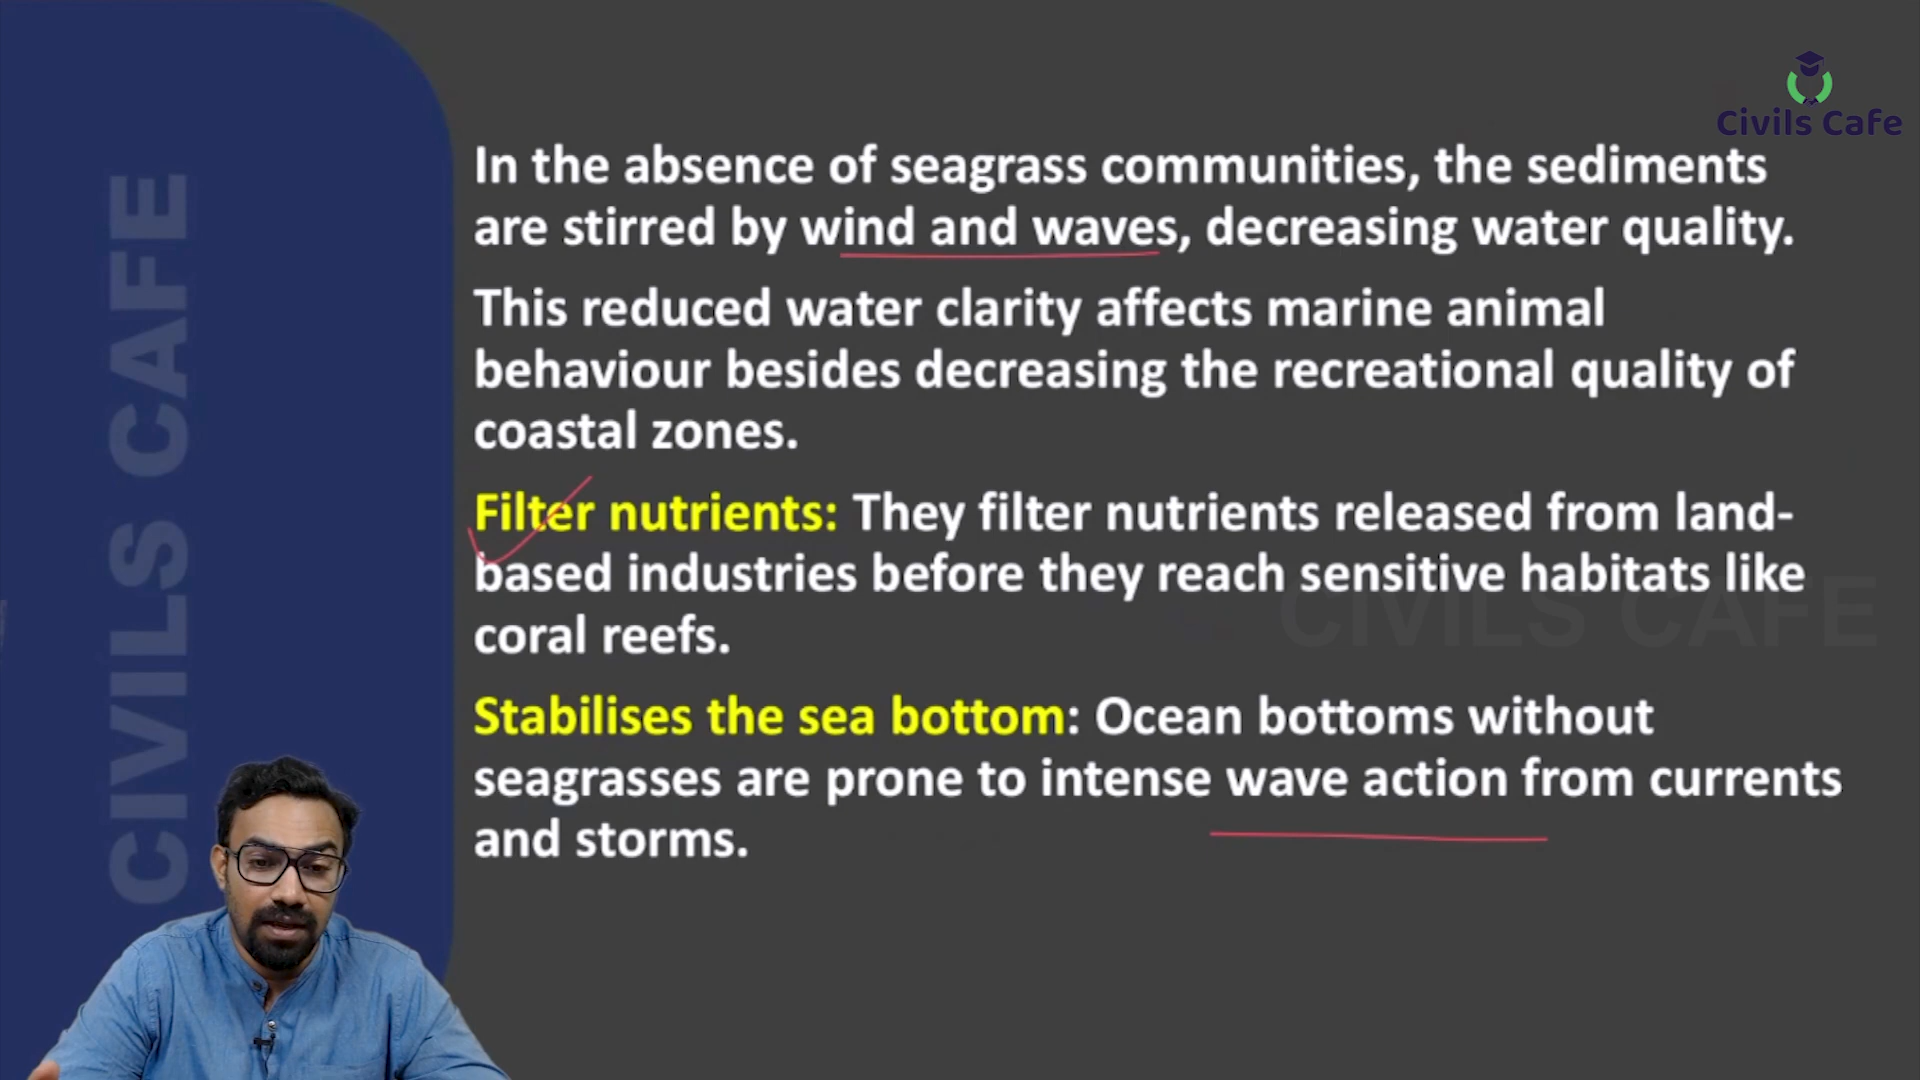 Civils Cafe
CIVILS CAFE
In the absence of seagrass communities, the sediments
are stirred by wind and waves, decreasing water quality.
This reduced water clarity affects marine animal
behaviour besides decreasing the recreational quality of
coastal zones.
Filter nutrients: They filter nutrients released from land-
based industries before they reach sensitive habitats like
coral reefs.
CIVILS CAFE
Stabilises the sea bottom: Ocean bottoms without
seagrasses are prone to intense wave action from currents
and storms.